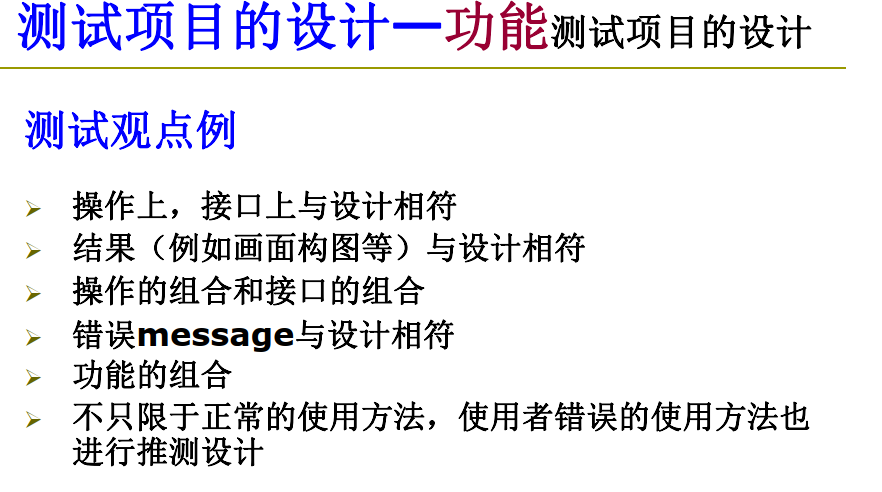 测试项目的设计—功能测试项目的设计
测试观点例
操作上，接口上与设计相符
结果（例如画面构图等）与设计相符
操作的组合和接口的组合
错误message与设计相符
功能的组合
不只限于正常的使用方法，使用者错误的使用方法也
进行推测设计